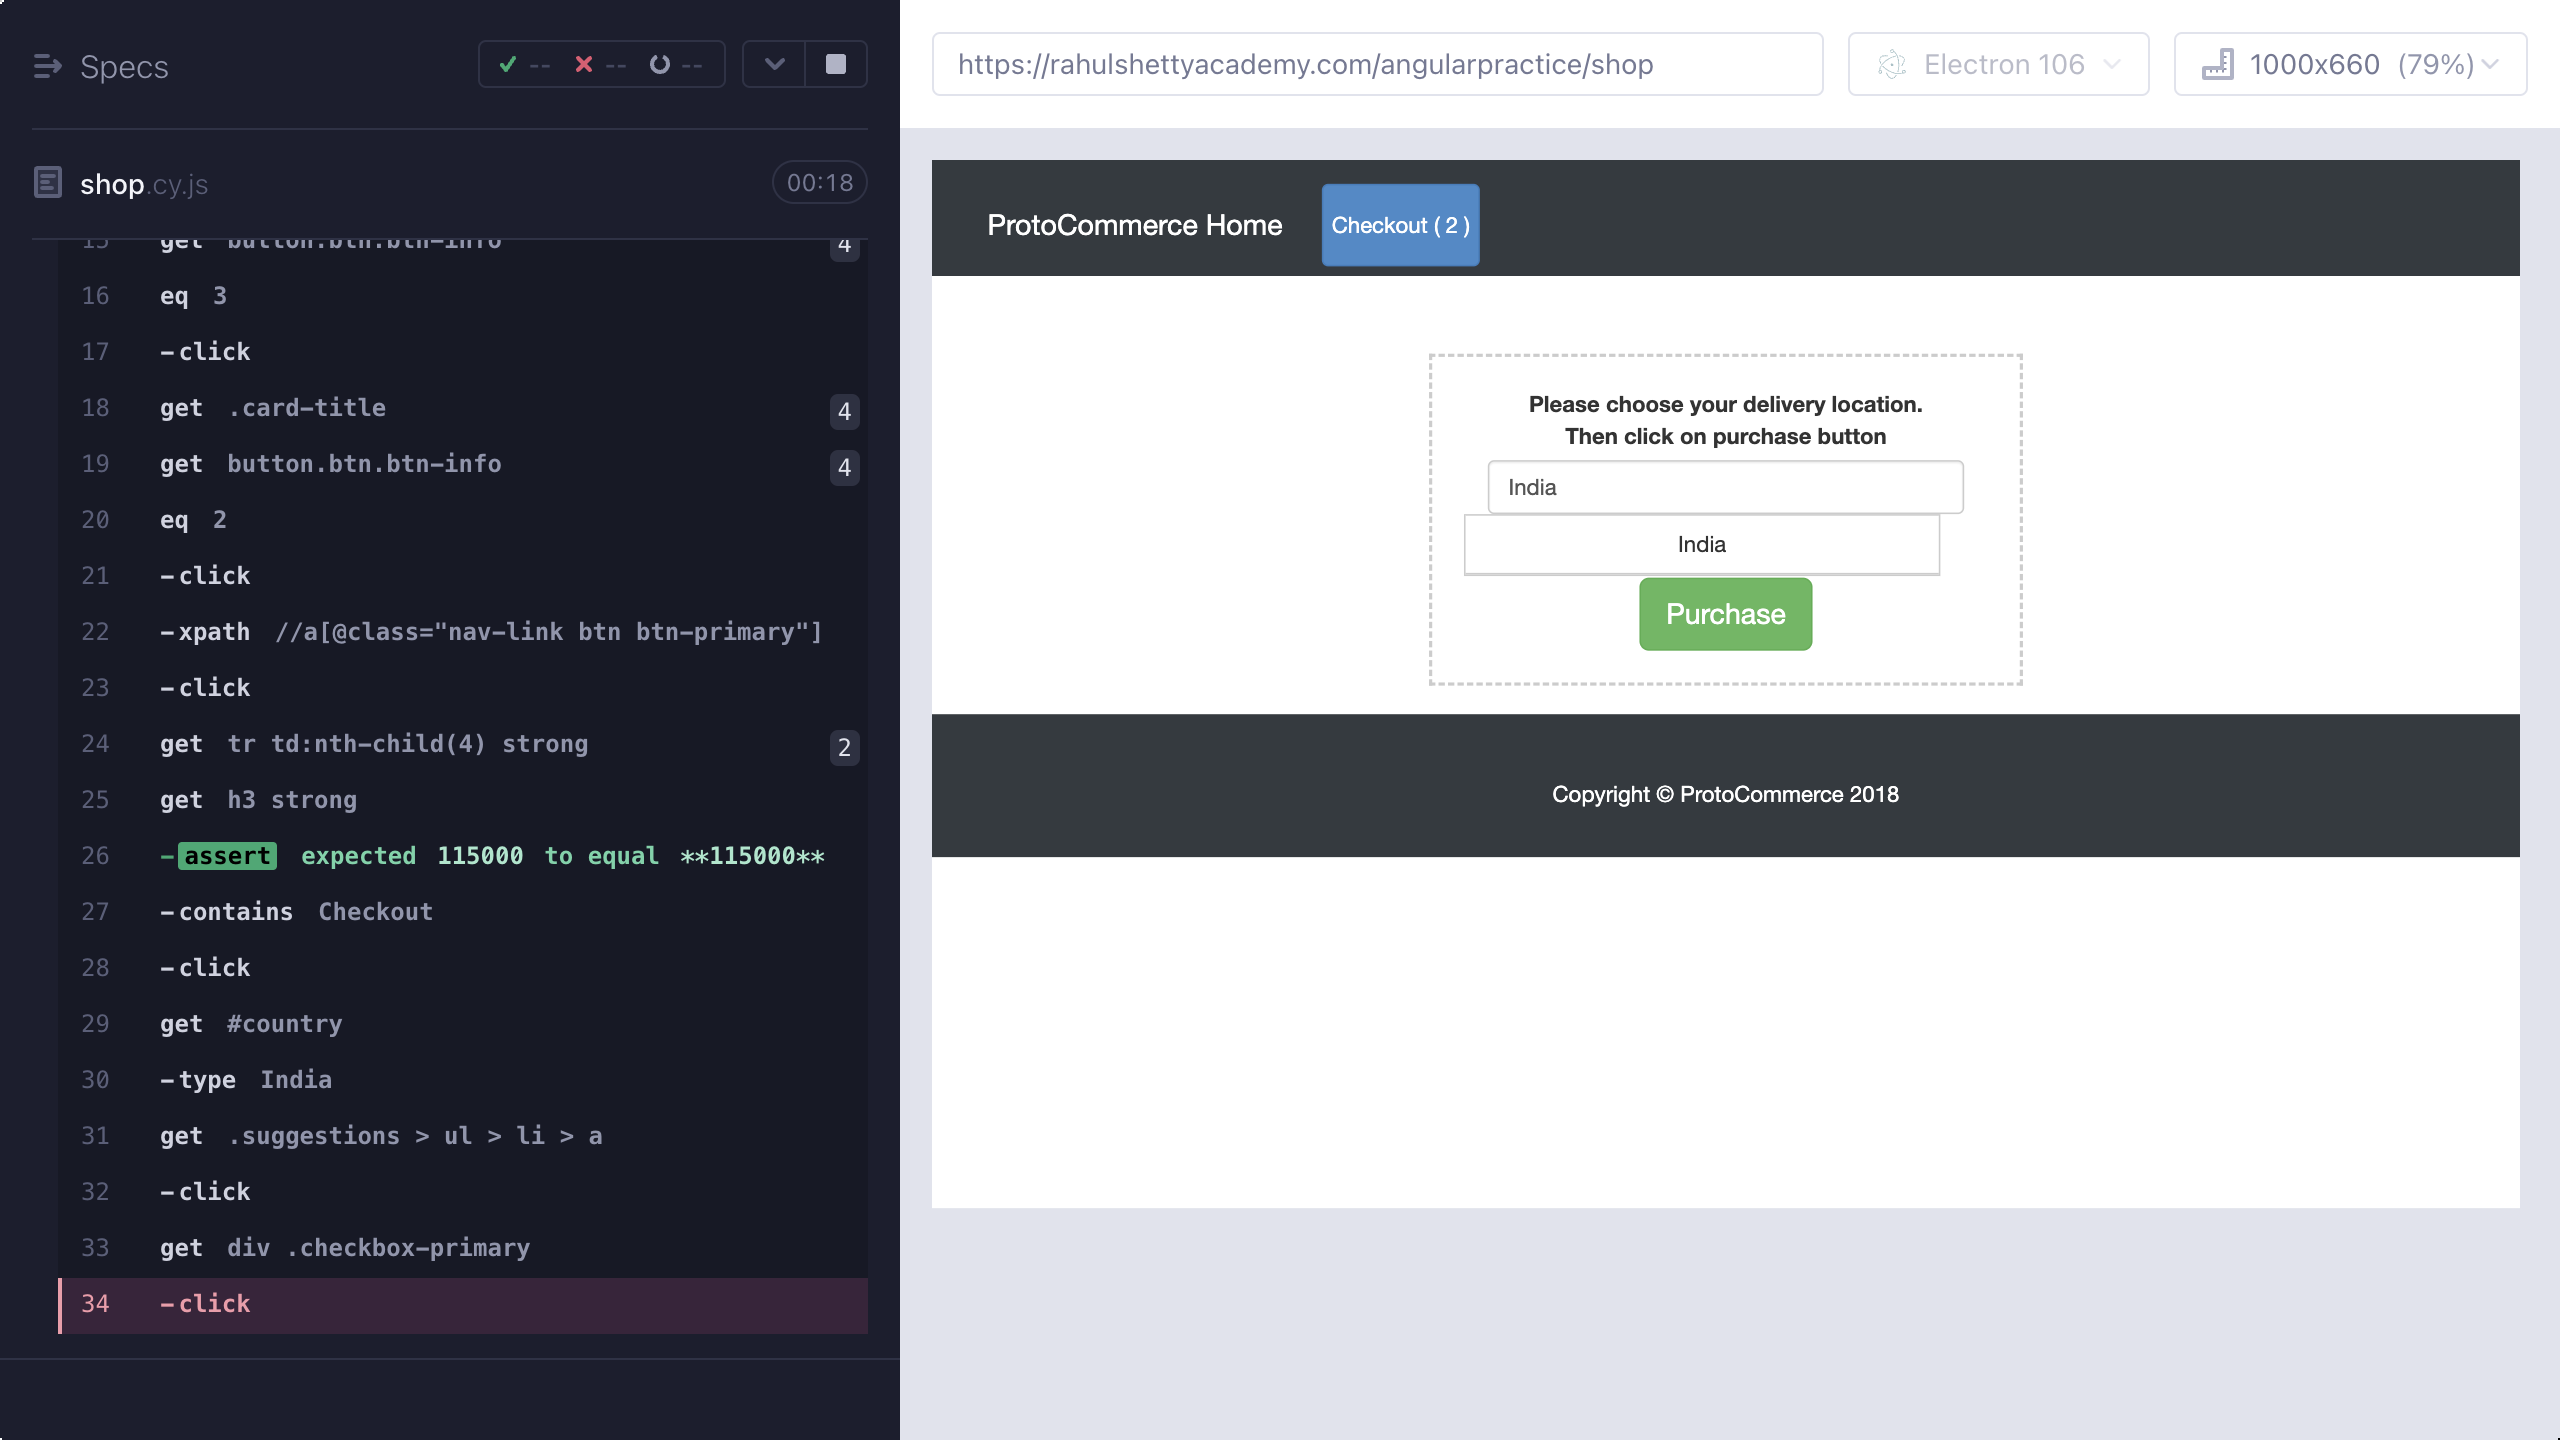 Specs
-- -- --
shop.cy.js
00:18
15 get button.btn.btn-info 4
16 eq 3
17 -click
18 get .card-title 4
19 get button.btn.btn-info 4
20 eq 2
21 -click
22 -xpath //a[@class="nav-link btn btn-primary"]
23 -click
24 get tr td:nth-child(4) strong 2
25 get h3 strong
26 -assert expected 115000 to equal **115000**
27 -contains Checkout
28 -click
29 get #country
30 -type India
31 get .suggestions > ul > li > a
32 -click
33 get div .checkbox-primary
34 -click
https://rahulshettyacademy.com/angularpractice/shop
Electron 106
1000x660 (79%)
ProtoCommerce Home
Checkout ( 2 )
Please choose your delivery location.
Then click on purchase button
India
India
Purchase
Copyright © ProtoCommerce 2018